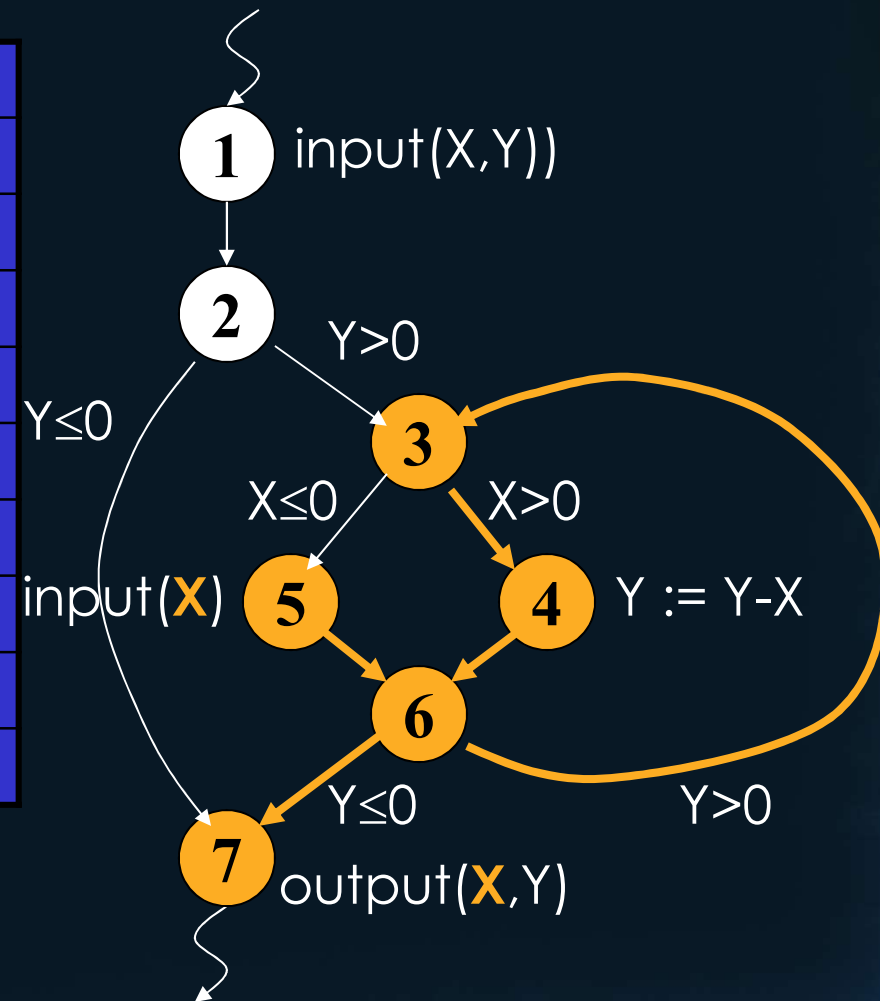 1 input(X,Y))
2
Y>0
Y≤0
3
X≤0 X>0
input(X) 5 4 Y := Y-X
6
Y≤0 Y>0
7
output(X,Y)